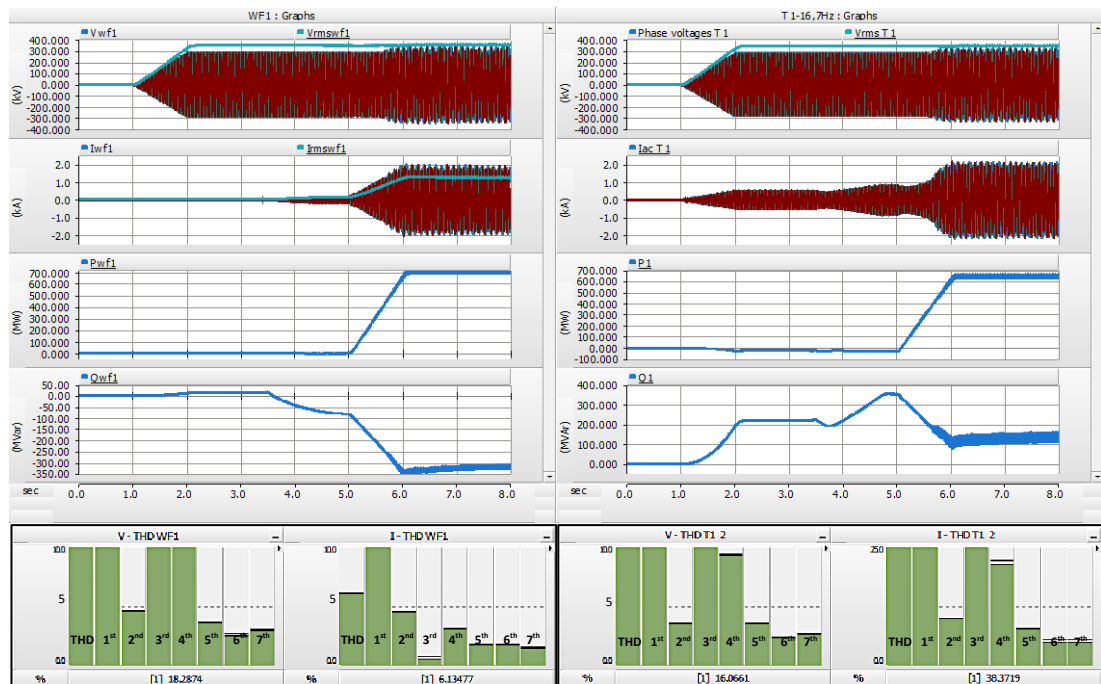 WF1 : Graphs
Vwf1 Vrmswf1
400.000
300.000
200.000
100.000
0.000
-100.000
-200.000
-300.000
-400.000
(kV)
Iwf1 Irmswf1
2.0
1.0
0.0
-1.0
-2.0
(kA)
Pwf1
700.000
600.000
500.000
400.000
300.000
200.000
100.000
0.000
(MW)
Qwf1
50.00
0.00
-50.00
-100.00
-150.00
-200.00
-250.00
-300.00
-350.00
(MVar)
sec 0.0 1.0 2.0 3.0 4.0 5.0 6.0 7.0 8.0
T 1-16,7Hz : Graphs
Phase voltages T 1 Vrms T 1
400.000
300.000
200.000
100.000
0.000
-100.000
-200.000
-300.000
-400.000
(kV)
Iac T 1
2.0
1.0
0.0
-1.0
-2.0
(kA)
P1
700.000
600.000
500.000
400.000
300.000
200.000
100.000
0.000
-100.000
(MW)
Q1
400.000
300.000
200.000
100.000
0.000
(MVAr)
sec 0.0 1.0 2.0 3.0 4.0 5.0 6.0 7.0 8.0
V - THD WF1
10.0
5
0.0
THD 1st 2nd 3rd 4th 5th 6th 7th
% [1] 18.2874
I - THD WF1
10.0
5
0.0
THD 1st 2nd 3rd 4th 5th 6th 7th
% [1] 6.13477
V - THD T1 2
10.0
5
0.0
THD 1st 2nd 3rd 4th 5th 6th 7th
% [1] 16.0661
I - THD T1 2
25.0
5
0.0
THD 1st 2nd 3rd 4th 5th 6th 7th
% [1] 38.3719